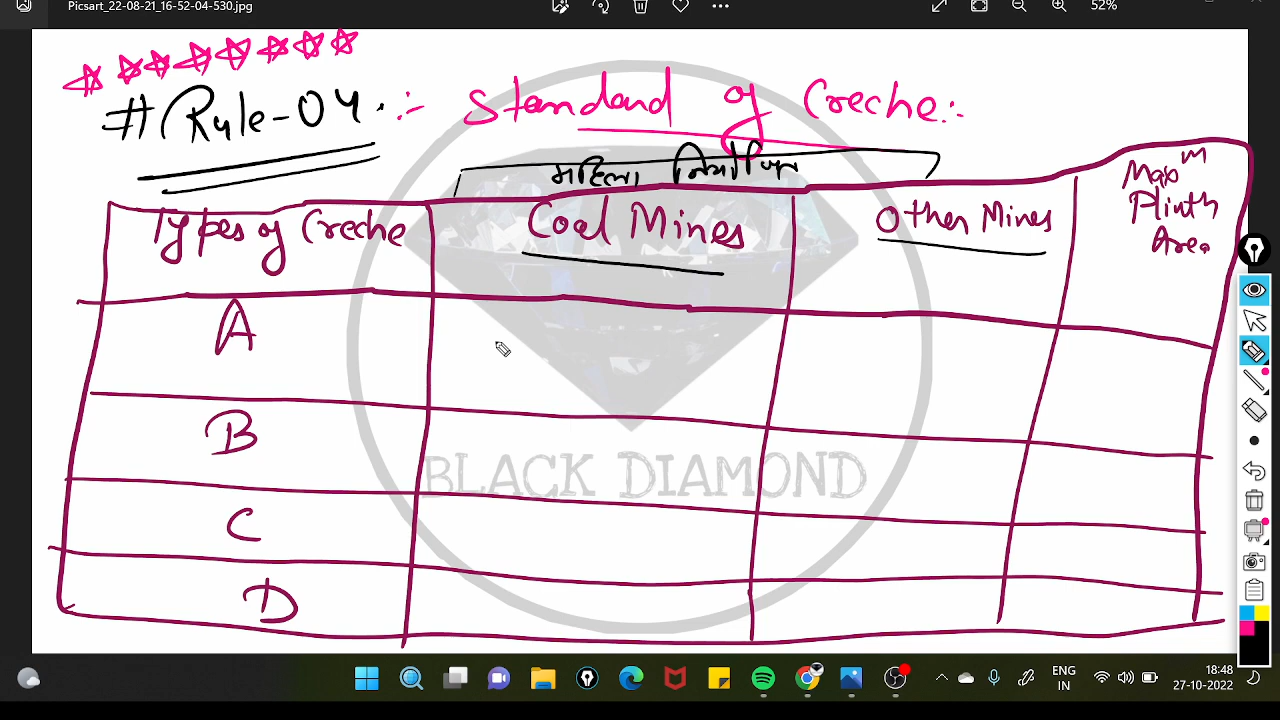 Picsart_22-08-21_16-52-04-530.jpg
52%
#Rule-04 :- Standard of Creche:-
महिला
Types of Creche
Coal Mines
Other Mines
Maxm
Plinth
Area
A
B
C
D
BLACK DIAMOND
ENG
IN
18:48
27-10-2022